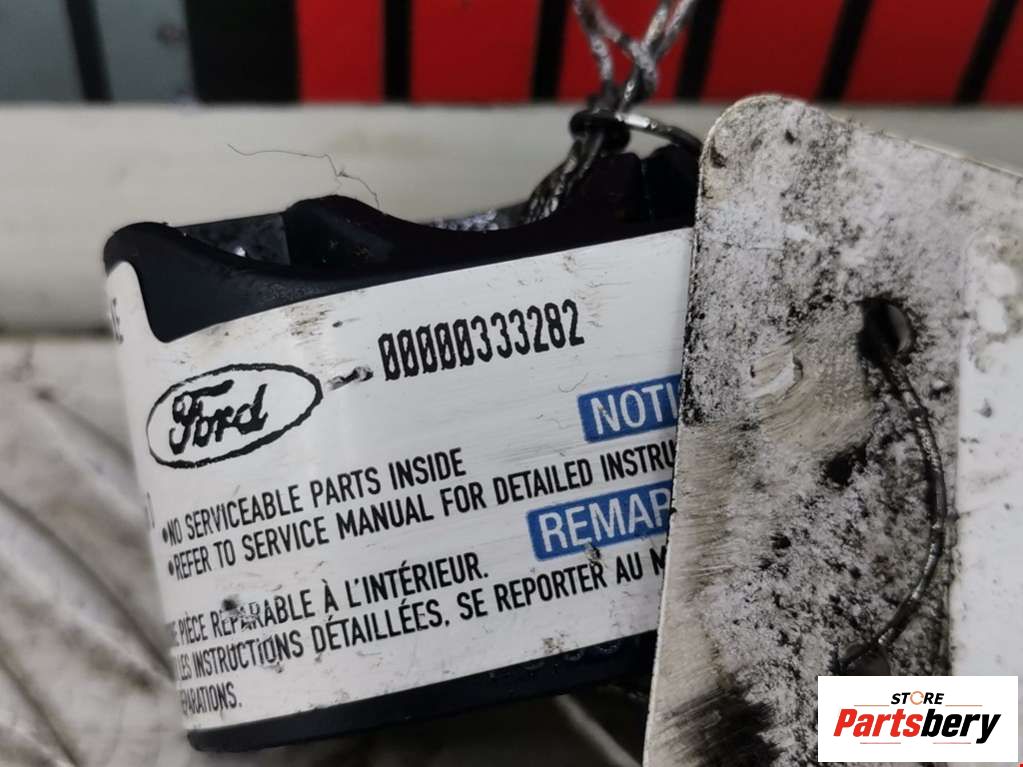 00000333282
Ford
NOTI
•NO SERVICEABLE PARTS INSIDE
•REFER TO SERVICE MANUAL FOR DETAILED INSTRU
REMAR
PIÈCE RÉPARABLE À L'INTÉRIEUR.
LES INSTRUCTIONS DÉTAILLÉES, SE REPORTER AU M
STORE
Partsbery